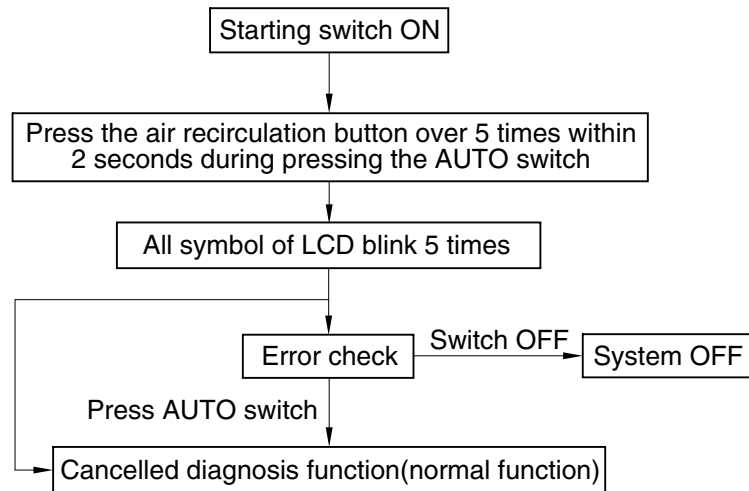 Starting switch ON
Press the air recirculation button over 5 times within
2 seconds during pressing the AUTO switch
All symbol of LCD blink 5 times
Error check
Switch OFF
System OFF
Press AUTO switch
Cancelled diagnosis function(normal function)